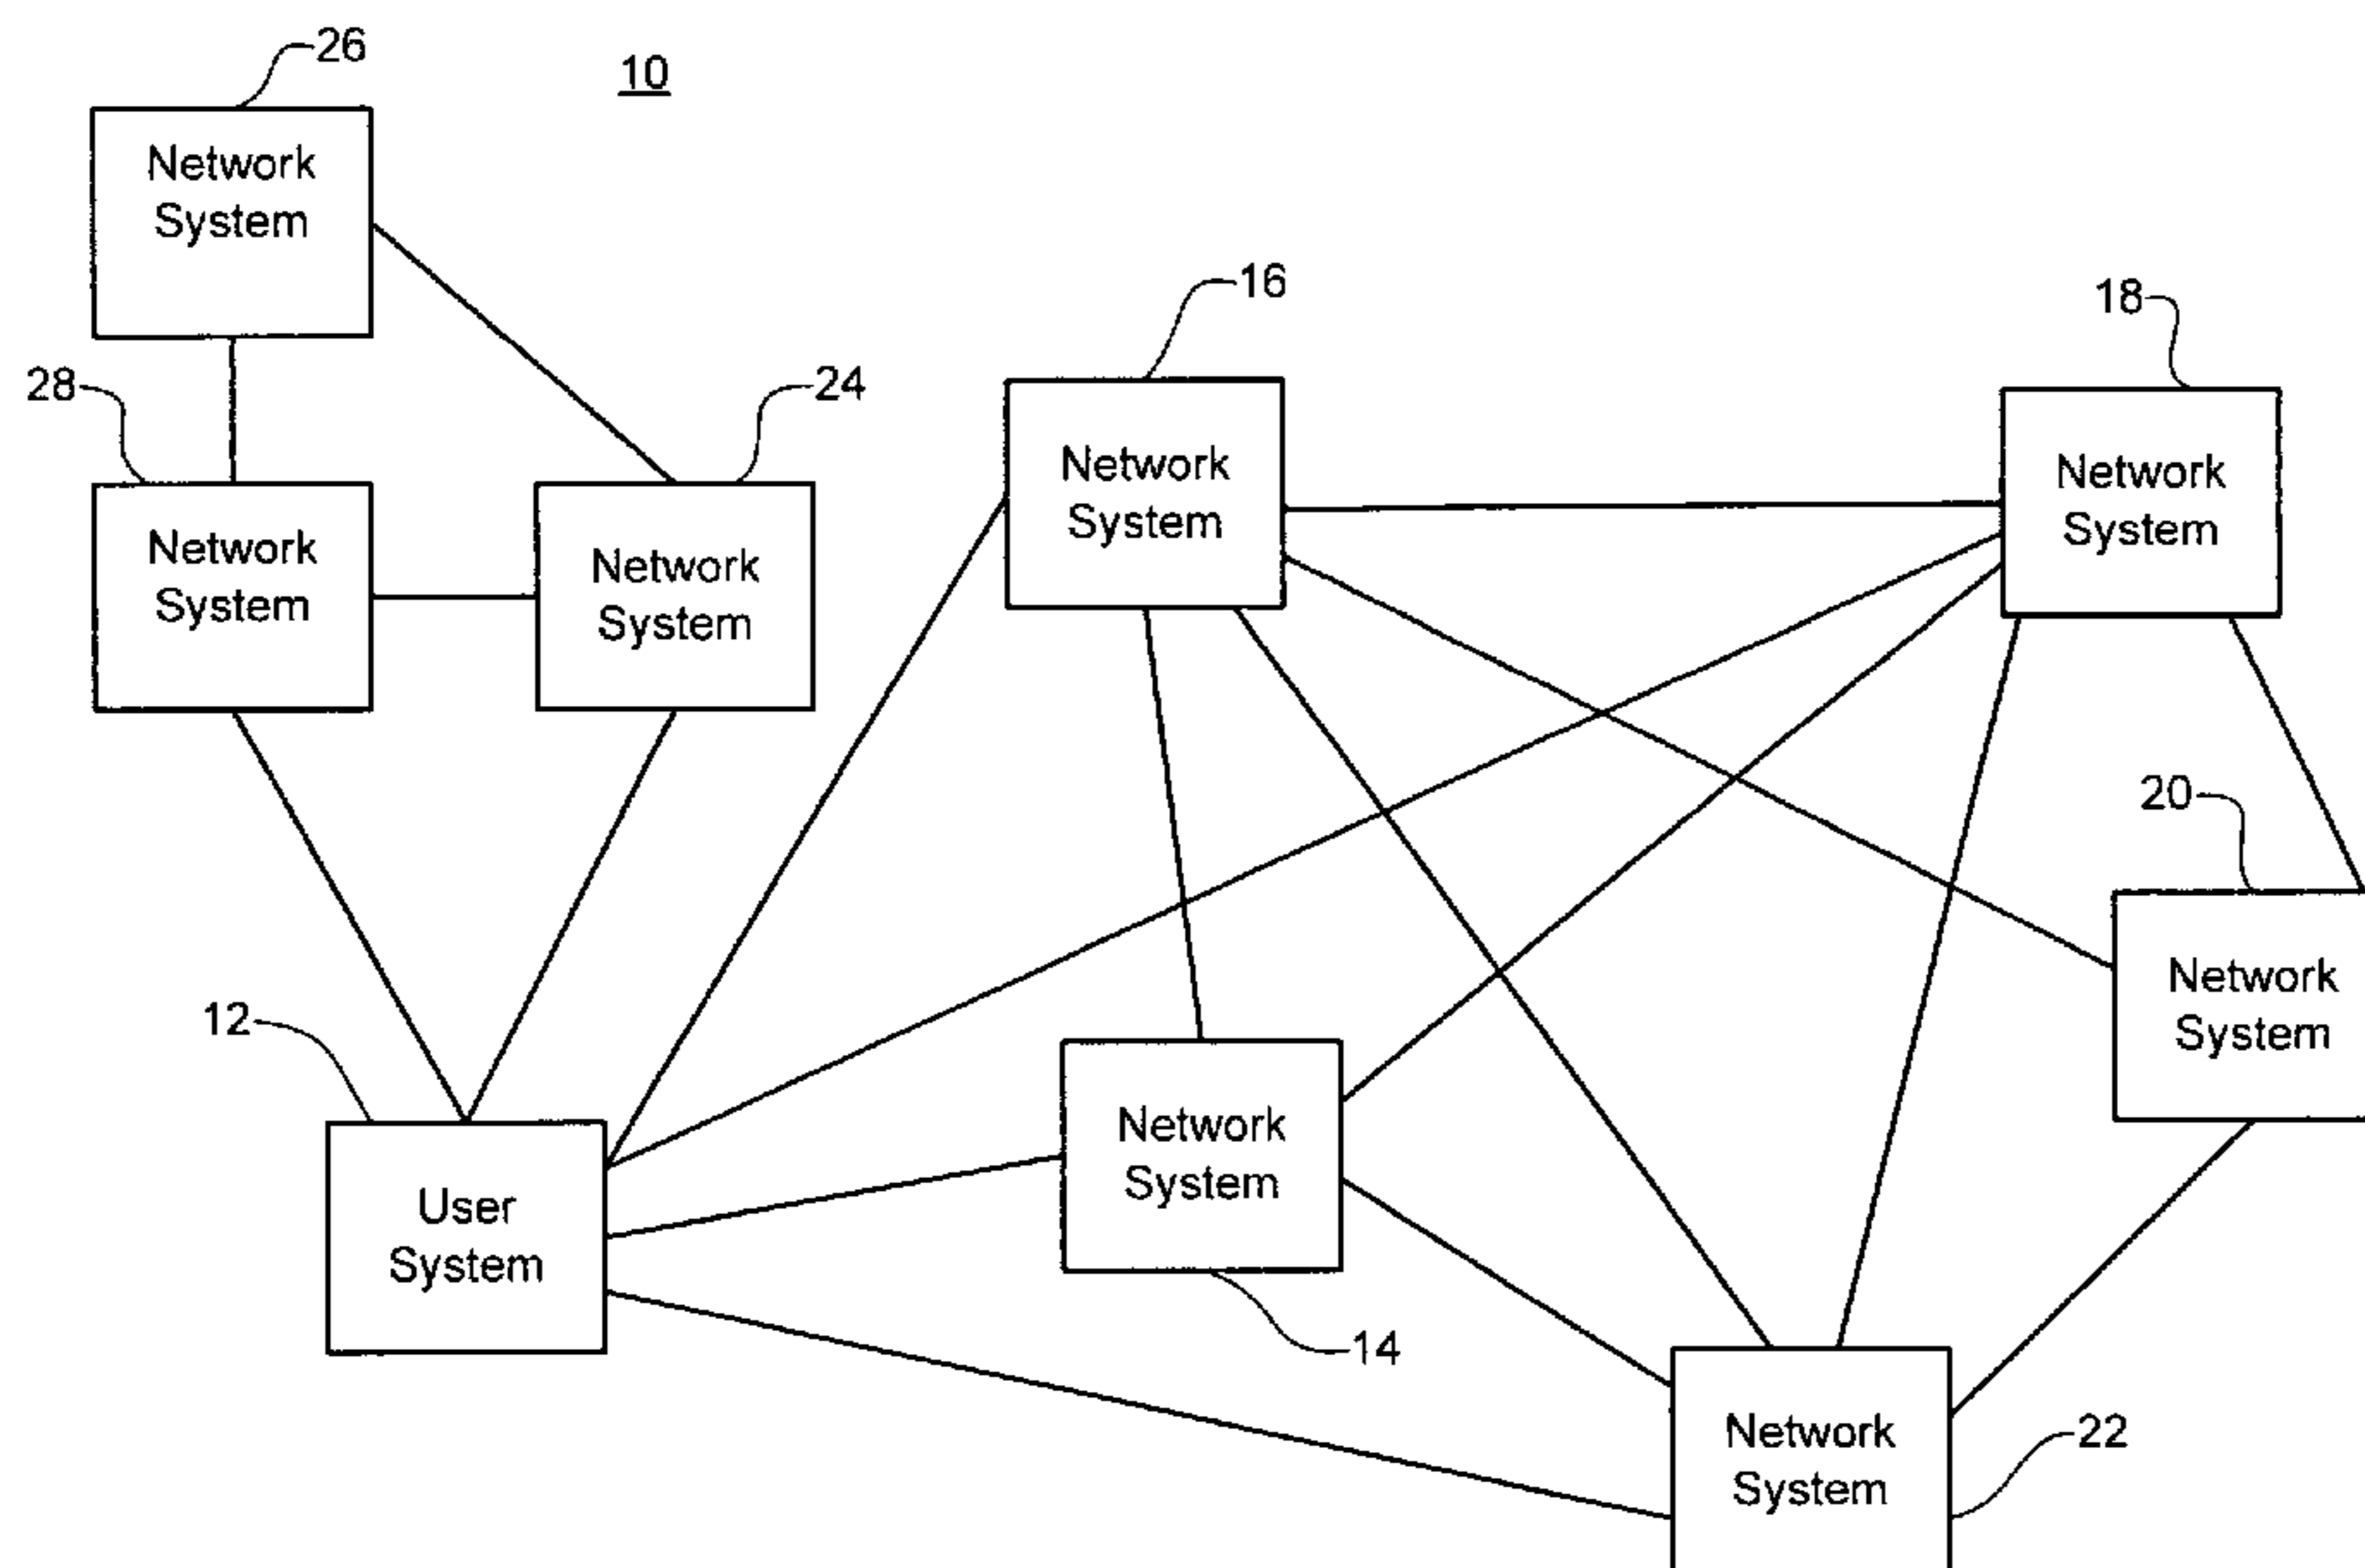 26
10
Network
System
16
18
28
24
Network
System
Network
System
Network
System
Network
System
20
Network
System
12
Network
System
User
System
14
Network
System
22